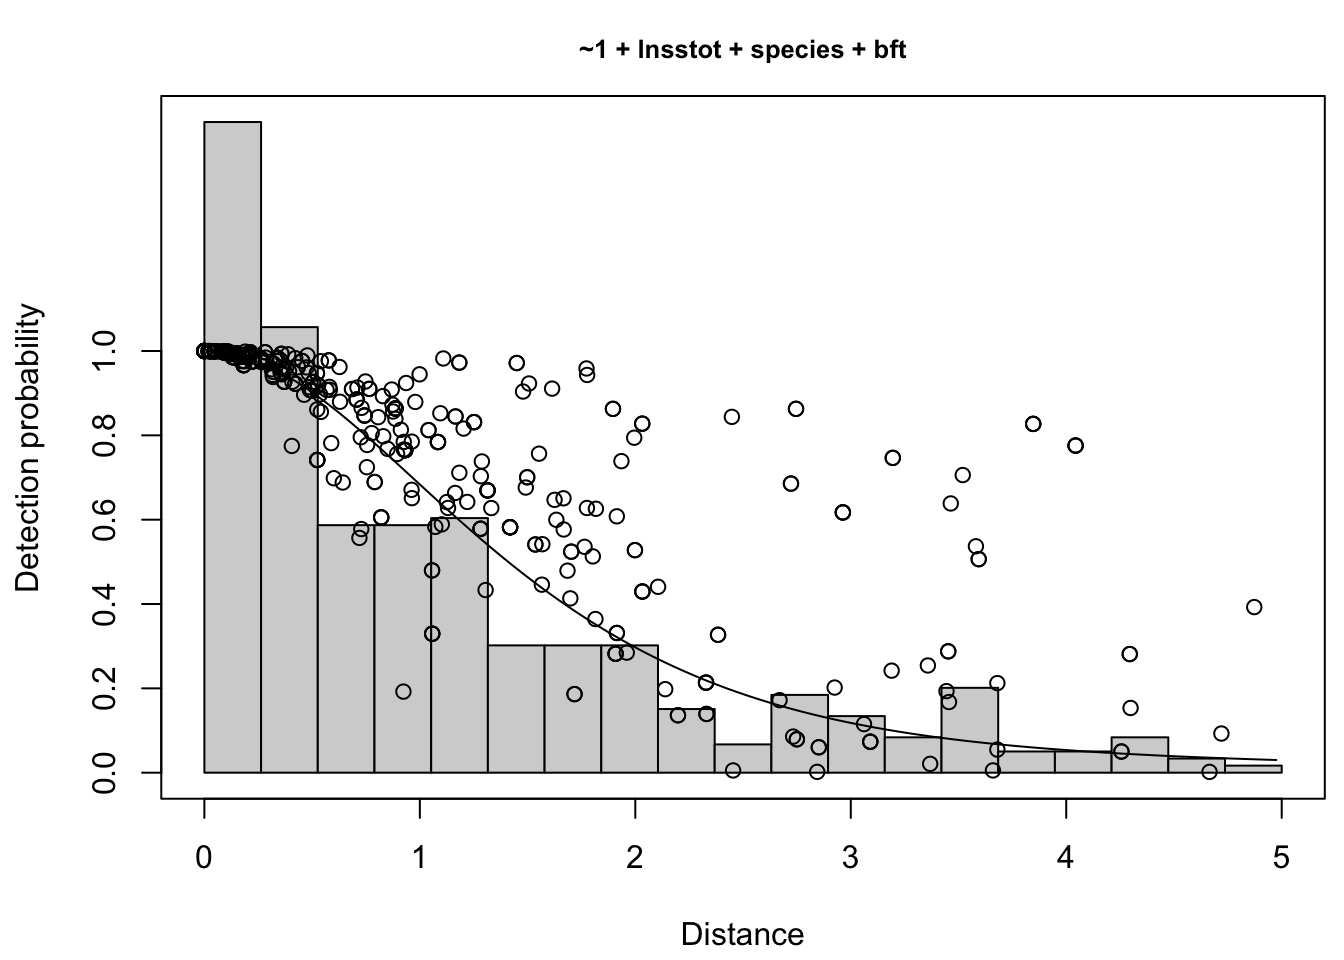 ~1 + lnsstot + species + bft
Detection probability
1.0
0.8
0.6
0.4
0.2
0.0
0 1 2 3 4 5
Distance